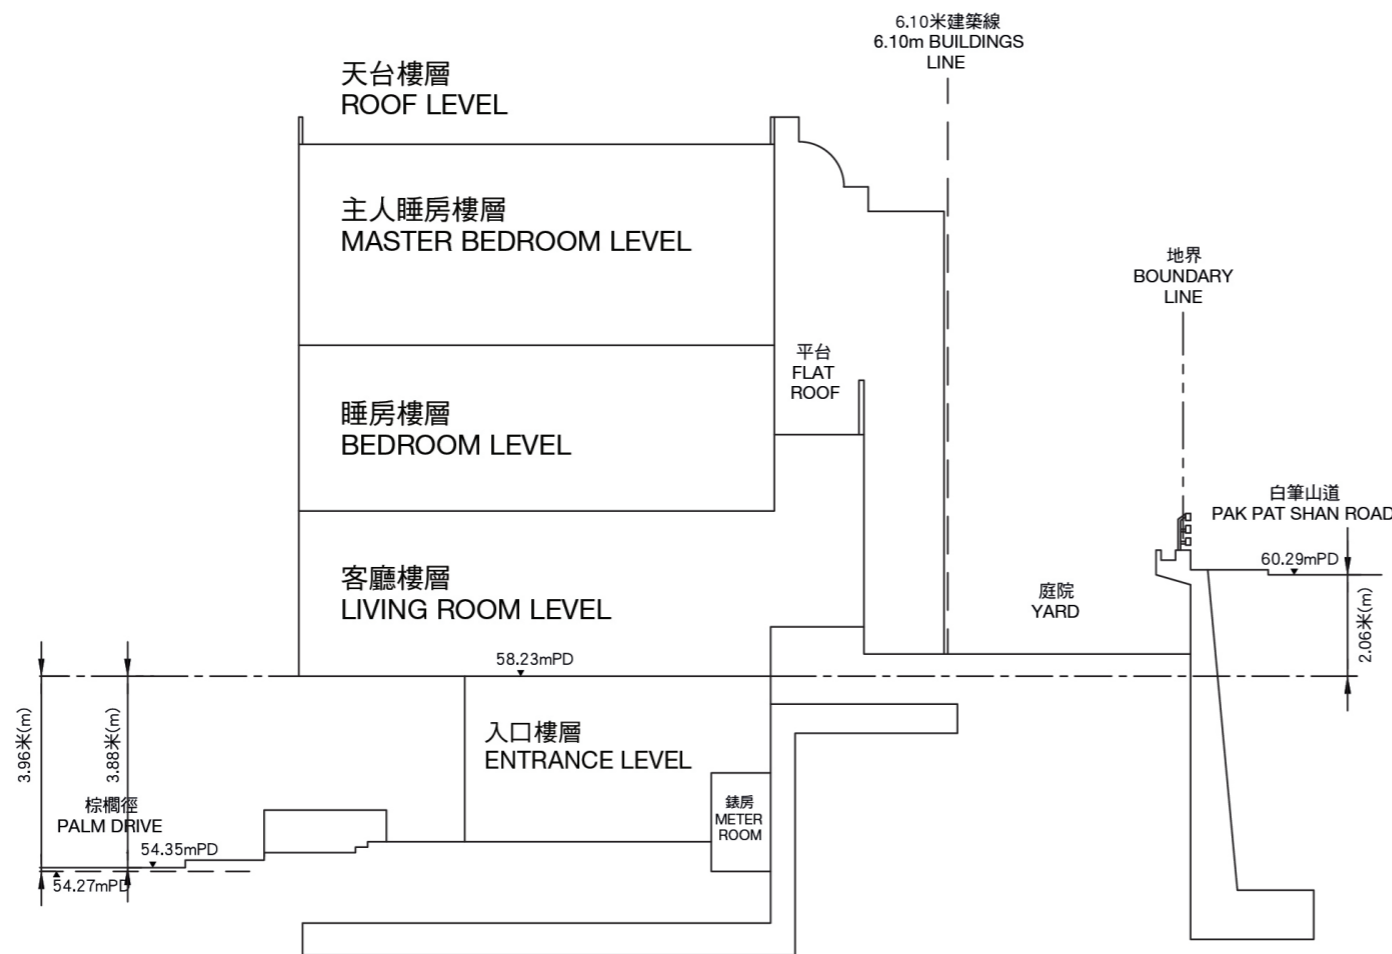 6.10米建築線
6.10m BUILDINGS
LINE
天台樓層
ROOF LEVEL
主人睡房樓層
MASTER BEDROOM LEVEL
地界
BOUNDARY
LINE
平台
FLAT
ROOF
睡房樓層
BEDROOM LEVEL
白筆山道
PAK PAT SHAN ROAD
60.29mPD
客廳樓層
LIVING ROOM LEVEL
庭院
YARD
2.06米(m)
58.23mPD
3.96米(m)
3.88米(m)
入口樓層
ENTRANCE LEVEL
錶房
METER
ROOM
棕櫚徑
PALM DRIVE
54.35mPD
54.27mPD